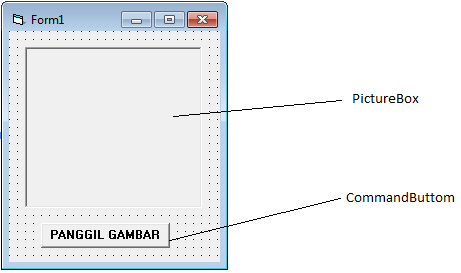 Form1
PictureBox
CommandButtom
PANGGIL GAMBAR